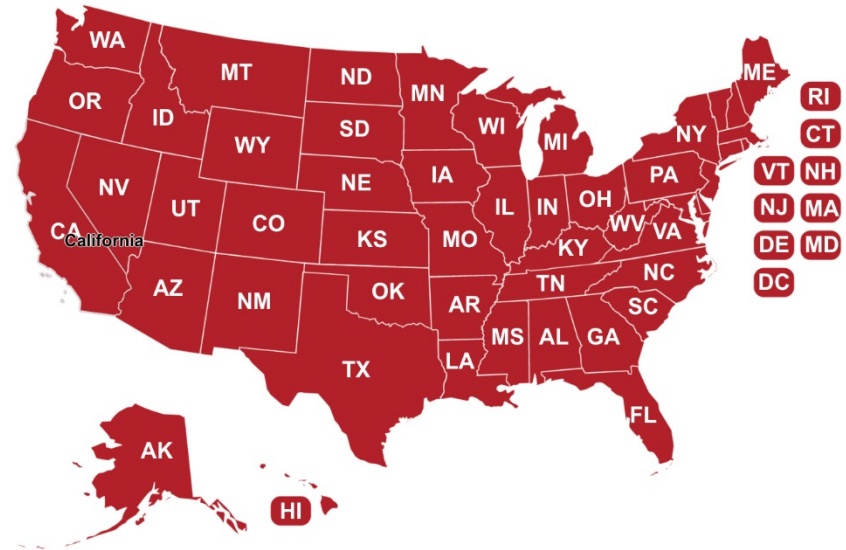 WA
MT
ND
MN
ME
OR
ID
SD
WI
MI
NY
RI
WY
CT
NV
NE
IA
PA
VT NH
UT
CO
IL
IN
OH
WV
NJ MA
CA
California
KS
MO
KY
VA
DE MD
AZ
NM
OK
TN
NC
DC
AR
SC
TX
LA
MS
AL
GA
FL
AK
HI